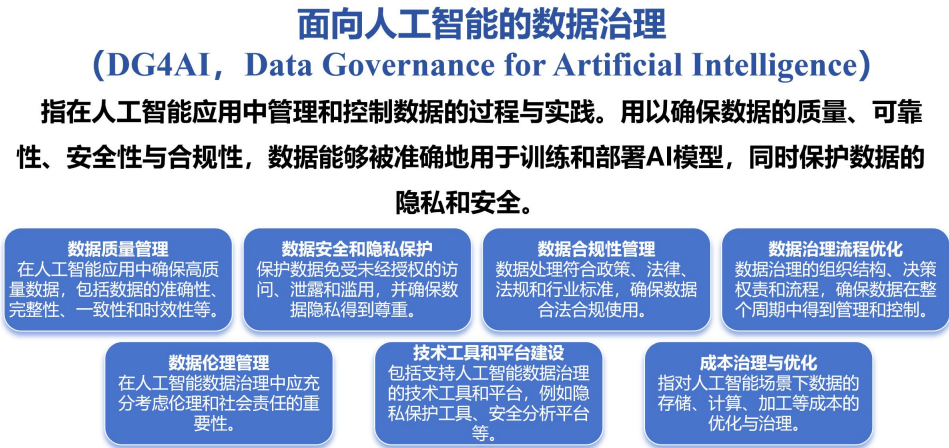 面向人工智能的数据治理
（DG4AI，Data Governance for Artificial Intelligence）
指在人工智能应用中管理和控制数据的过程与实践。用以确保数据的质量、可靠
性、安全性与合规性，数据能够被准确地用于训练和部署AI模型，同时保护数据的
隐私和安全。
数据质量管理
在人工智能应用中确保高质
量数据，包括数据的准确性、
完整性、一致性和时效性等。
数据安全和隐私保护
保护数据免受未经授权的访
问、泄露和滥用，并确保数
据隐私得到尊重。
数据合规性管理
数据处理符合政策、法律、
法规和行业标准，确保数据
合法合规使用。
数据治理流程优化
数据治理的组织结构、决策
权责和流程，确保数据在整
个周期中得到管理和控制。
数据伦理管理
在人工智能数据治理中应充
分考虑伦理和社会责任的重
要性。
技术工具和平台建设
包括支持人工智能数据治理
的技术工具和平台，例如隐
私保护工具、安全分析平台
等。
成本治理与优化
指对人工智能场景下数据的
存储、计算、加工等成本的
优化与治理。